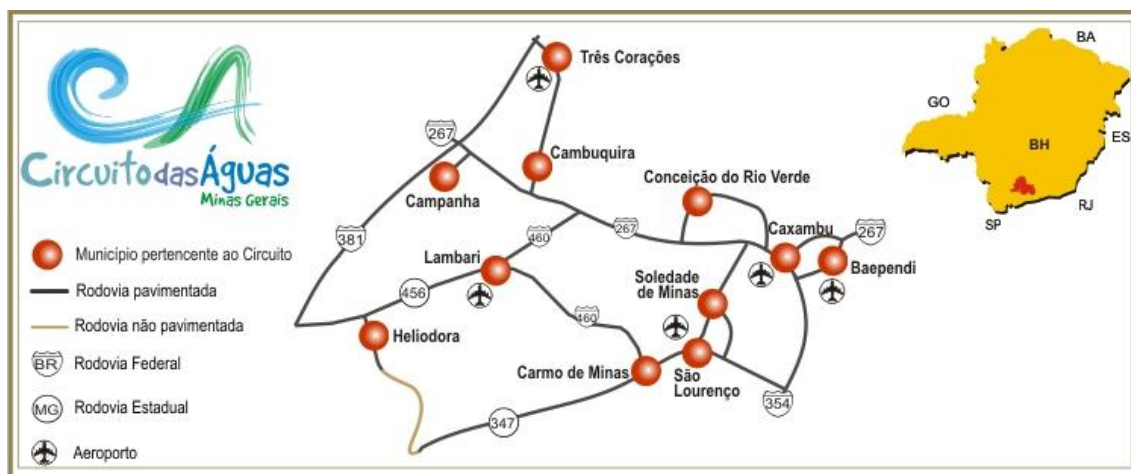 Circuito das Águas
Minas Gerais
Município pertencente ao Circuito
Rodovia pavimentada
Rodovia não pavimentada
BR
Rodovia Federal
MG
Rodovia Estadual
Aeroporto
Três Corações
267
Cambuquira
Campanha
Conceição do Rio Verde
381
460
267
Caxambu
267
Lambari
Baependi
456
Soledade
de Minas
460
Heliodora
Carmo de Minas
São
Lourenço
354
347
BA
GO
ES
BH
RJ
SP